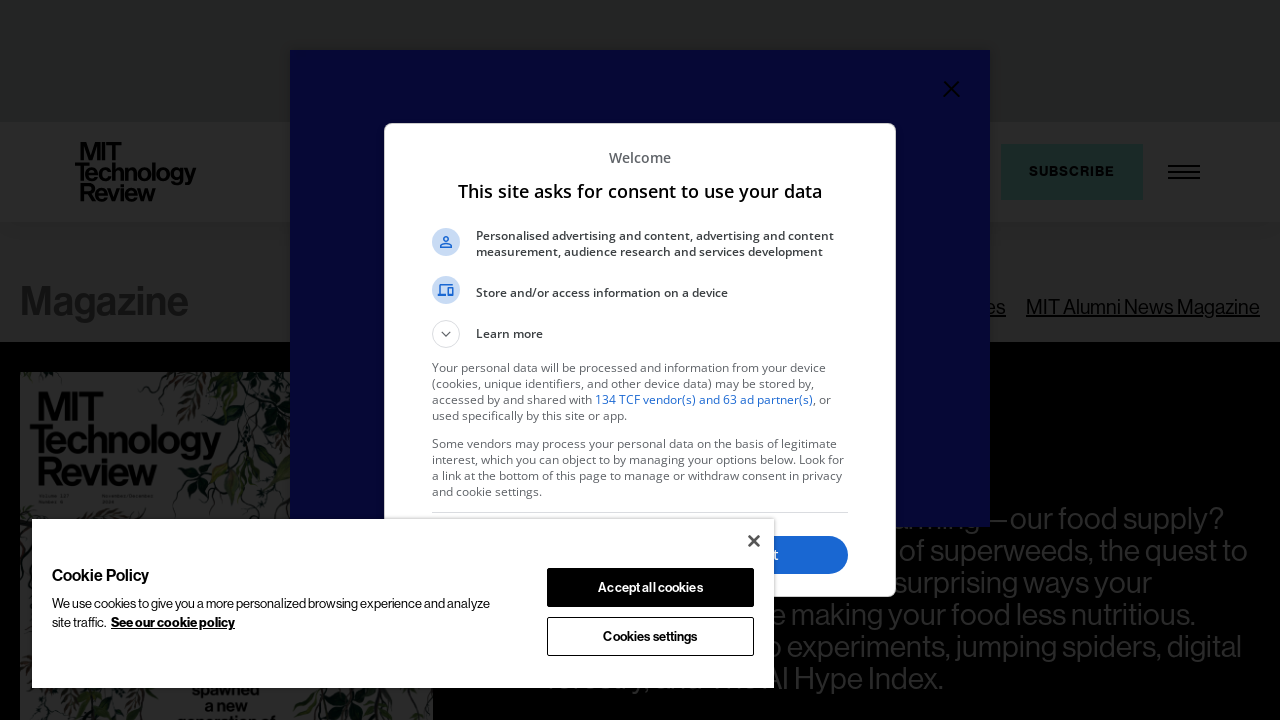 MIT
Technology
Review
SUBSCRIBE
Magazine
es
MIT Alumni News Magazine
Welcome
This site asks for consent to use your data
Personalised advertising and content, advertising and content
measurement, audience research and services development
Store and/or access information on a device
Learn more
Your personal data will be processed and information from your device
(cookies, unique identifiers, and other device data) may be stored by,
accessed by and shared with 134 TCF vendor(s) and 63 ad partner(s), or
used specifically by this site or app.
Some vendors may process your personal data on the basis of legitimate
interest, which you can object to by managing your options below. Look for
a link at the bottom of this page to manage or withdraw consent in privacy
and cookie settings.
MIT
Technology
Review
—our food supply?
of superweeds, the quest to
surprising ways your
making your food less nutritious.
experiments, jumping spiders, digital
and The AI Hype Index.
Cookie Policy
We use cookies to give you a more personalized browsing experience and analyze
site traffic. See our cookie policy
Accept all cookies
Cookies settings
spawned
a new
generation of